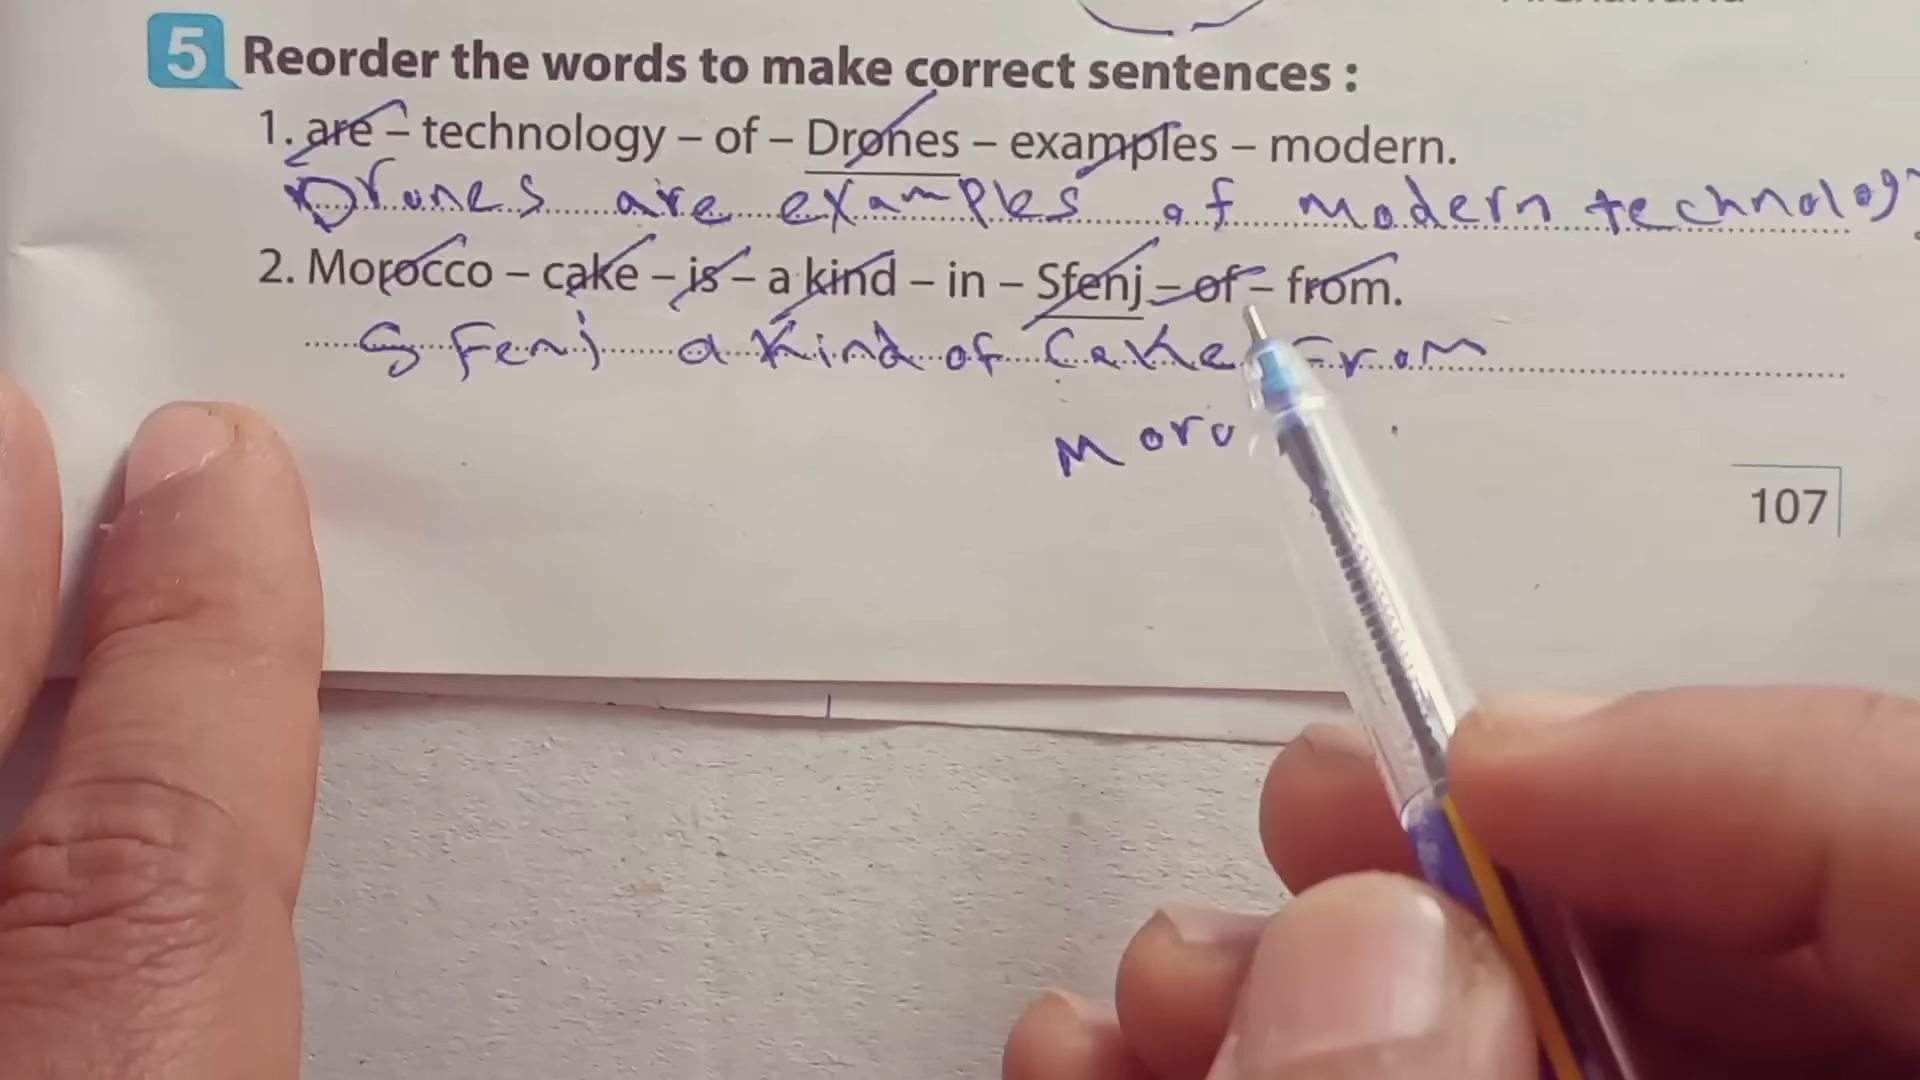 5 Reorder the words to make correct sentences :
1. are – technology – of – Drones – examples – modern.
Drones are examples of modern technology
2. Morocco – cake – is – a kind – in – Sfenj – of – from.
Sfenj a kind of cake From
Moro
107